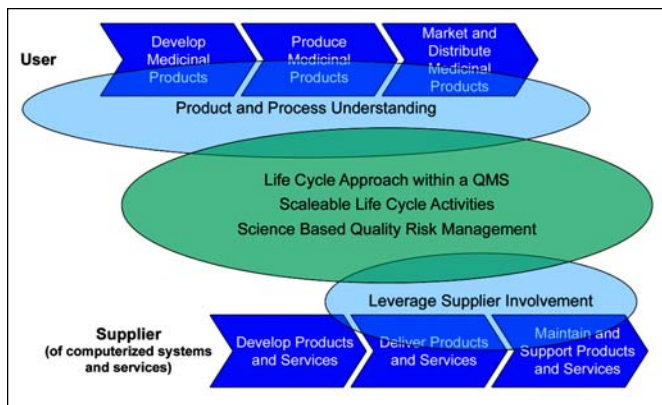 User
Develop
Medicinal
Products
Produce
Medicinal
Products
Market and
Distribute
Medicinal
Products
Product and Process Understanding
Life Cycle Approach within a QMS
Scaleable Life Cycle Activities
Science Based Quality Risk Management
Leverage Supplier Involvement
Supplier
(of computerized systems
and services)
Develop Products
and Services
Deliver Products
and Services
Maintain and
Support Products
and Services